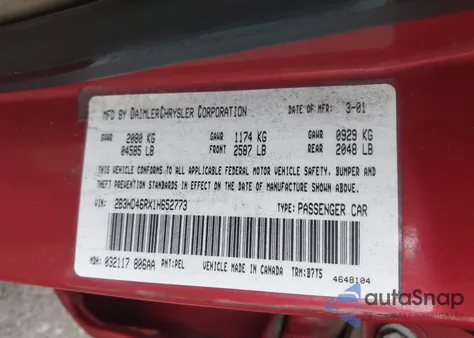 MFD BY DAIMLERCHRYSLER CORPORATION DATE OF MFR: 3-01
GVWR 2080 KG GAWR 1174 KG GAWR 0929 KG
04585 LB FRONT 2587 LB REAR 2048 LB
THIS VEHICLE CONFORMS TO ALL APPLICABLE FEDERAL MOTOR VEHICLE SAFETY, BUMPER AND
THEFT PREVENTION STANDARDS IN EFFECT ON THE DATE OF MANUFACTURE SHOWN ABOVE.
VIN: 2B3HD46RX1H652773 TYPE: PASSENGER CAR
MDH: 032117 806AA PNT: PEL VEHICLE MADE IN CANADA TRM: B7T5
4648104
autoSnap